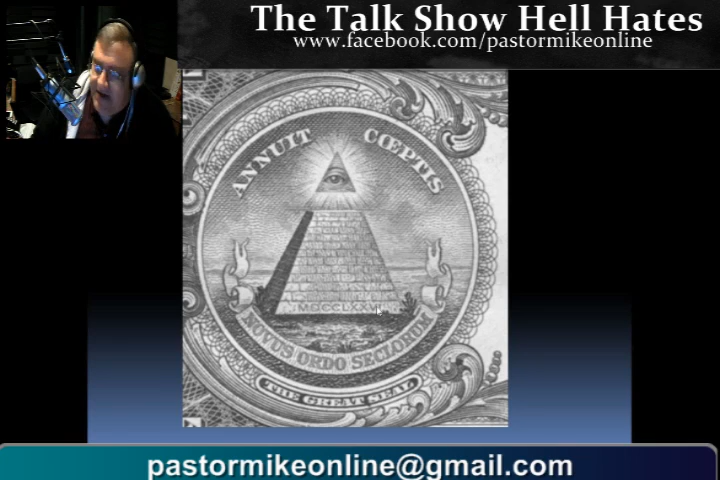 The Talk Show Hell Hates
www.facebook.com/pastormikeonline
ANNUIT CŒPTIS
MDCCLXXVI
NOVUS ORDO SECLORUM
THE GREAT SEAL
pastormikeonline@gmail.com